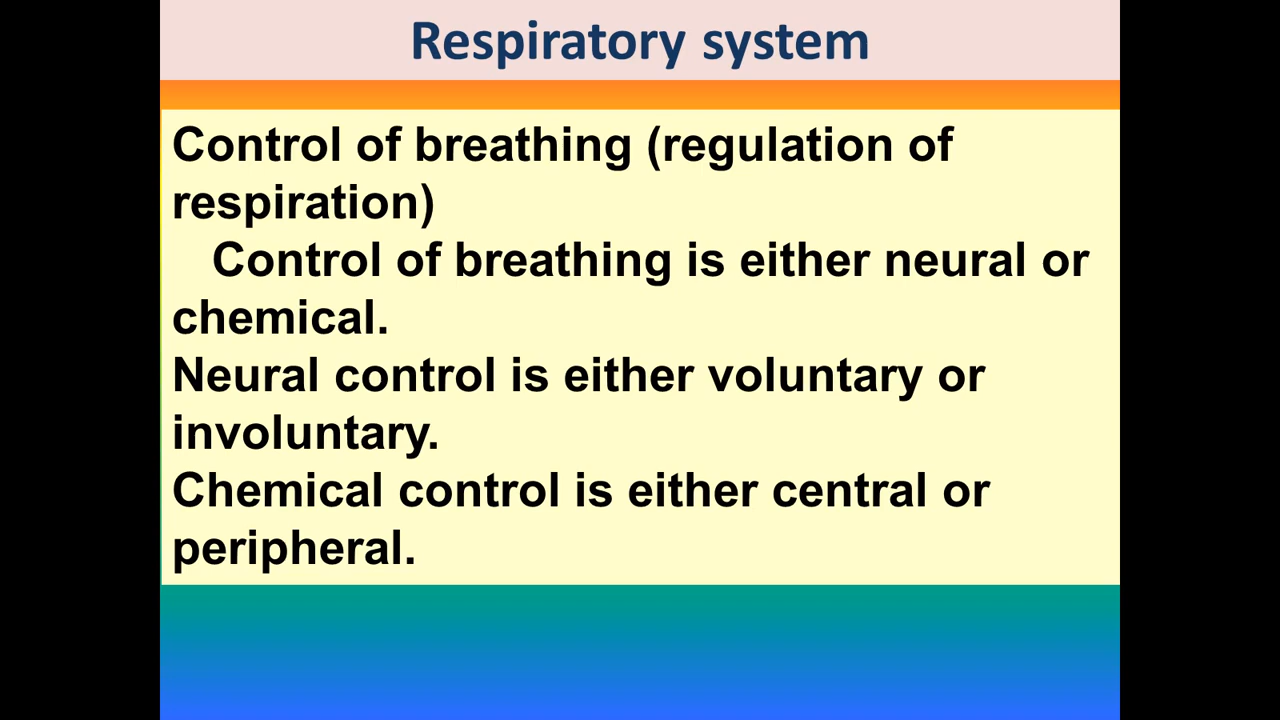 Respiratory system
Control of breathing (regulation of
respiration)
Control of breathing is either neural or
chemical.
Neural control is either voluntary or
involuntary.
Chemical control is either central or
peripheral.